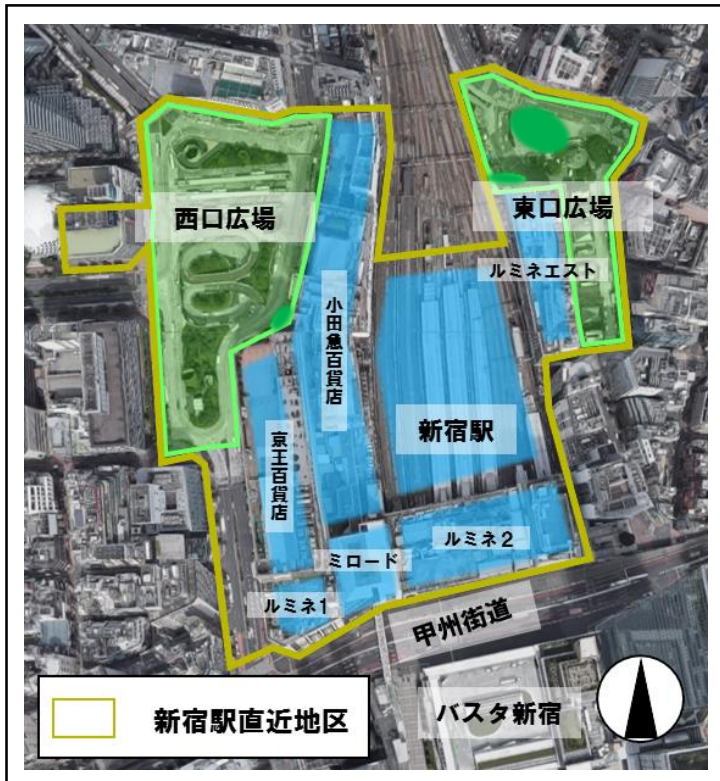 西口広場
東口広場
ルミネエスト
小田急百貨店
新宿駅
京王百貨店
ルミネ2
ミロード
ルミネ1
甲州街道
新宿駅直近地区
バスタ新宿